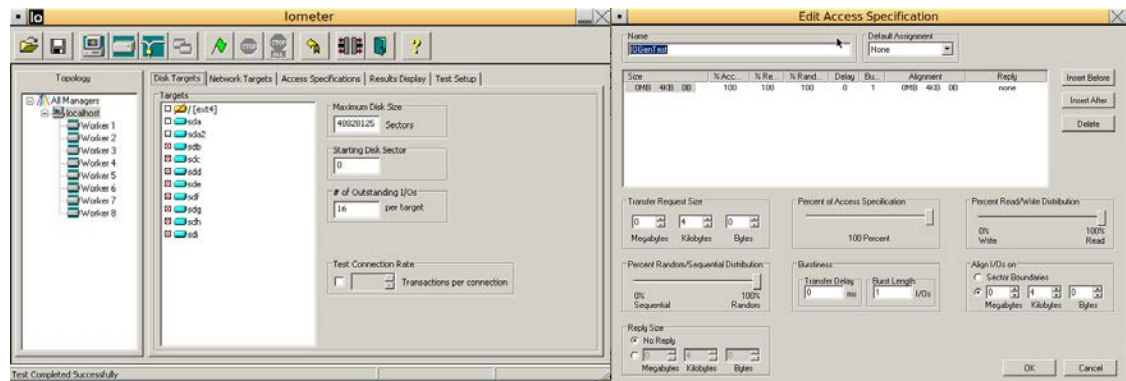 Io
Iometer
Topology
All Managers
localhost
Worker 1
Worker 2
Worker 3
Worker 4
Worker 5
Worker 6
Worker 7
Worker 8
Disk Targets Network Targets Access Specifications Results Display Test Setup
Targets
/ [ext4]
sda
sda2
sdb
sdc
sdd
sde
sdf
sdg
sdh
sdi
Maximum Disk Size
40820125 Sectors
Starting Disk Sector
0
# of Outstanding I/Os
16 per target
Test Connection Rate
Transactions per connection
Test Completed Successfully
Edit Access Specification
Name
IOGenTest
Default Assignment
None
Size % Acc... % Re... % Rand... Delay Bu... Alignment Reply
0MB 4KB 0B 100 100 100 0 1 0MB 4KB 0B none
Insert Before
Insert After
Delete
Transfer Request Size
0 4 0
Megabytes Kilobytes Bytes
Percent of Access Specification
100 Percent
Percent Read/Write Distribution
0% 100%
Write Read
Percent Random/Sequential Distribution
0% 100%
Sequential Random
Burstiness
Transfer Delay Burst Length
0 ms 1 I/Os
Align I/Os on
Sector Boundaries
0 4 0
Megabytes Kilobytes Bytes
Reply Size
No Reply
0 4 0
Megabytes Kilobytes Bytes
OK Cancel